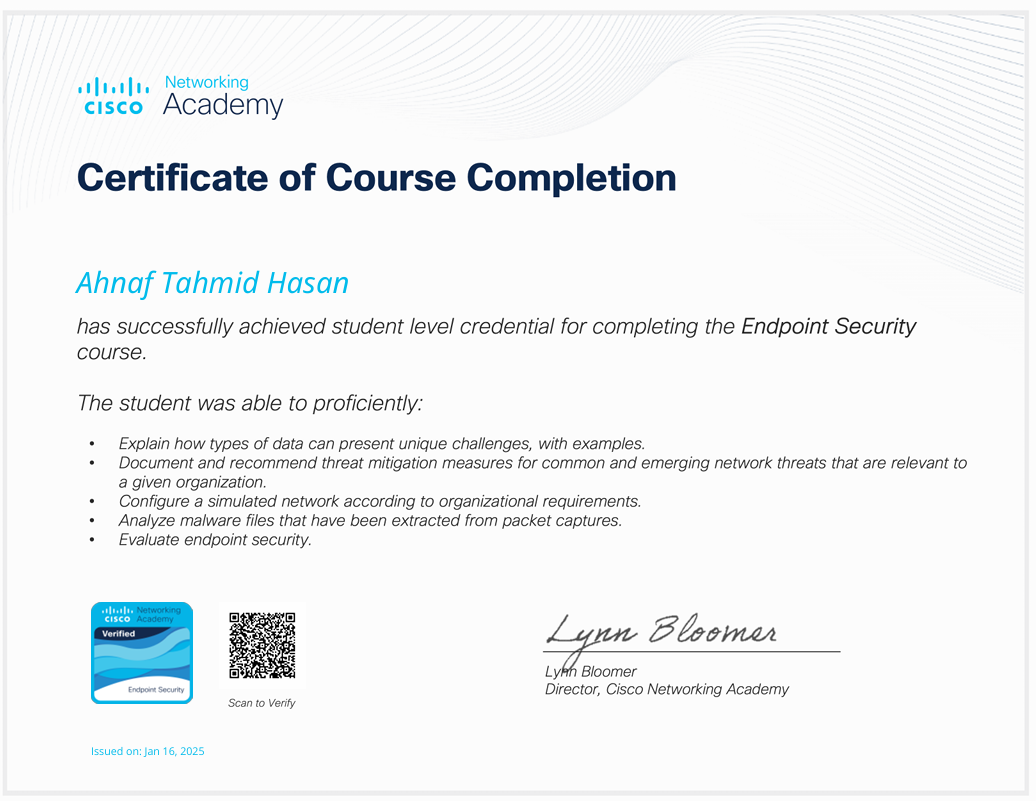 Networking
CISCO Academy
Certificate of Course Completion
Ahnaf Tahmid Hasan
has successfully achieved student level credential for completing the Endpoint Security
course.
The student was able to proficiently:
• Explain how types of data can present unique challenges, with examples.
• Document and recommend threat mitigation measures for common and emerging network threats that are relevant to
a given organization.
• Configure a simulated network according to organizational requirements.
• Analyze malware files that have been extracted from packet captures.
• Evaluate endpoint security.
Networking
CISCO Academy
Verified
Endpoint Security
Scan to Verify
Lynn Bloomer
Lynn Bloomer
Director, Cisco Networking Academy
Issued on: Jan 16, 2025